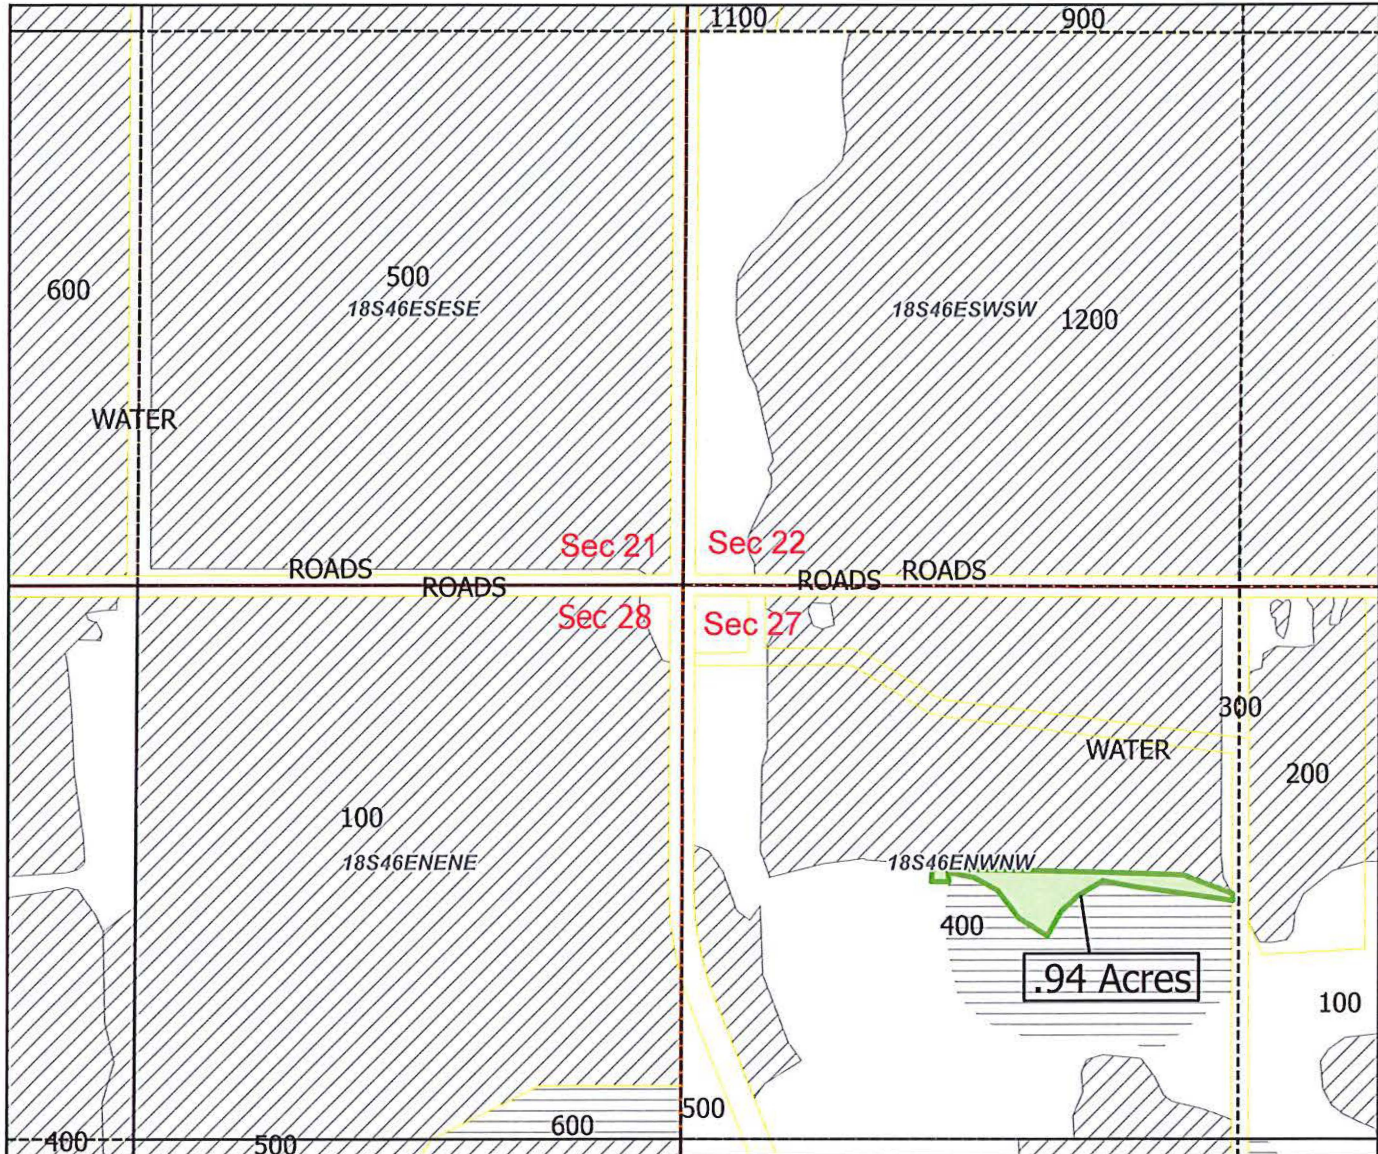 1100
900
600
500
18S46ESESE
18S46ESWSW
1200
WATER
Sec 21
Sec 22
ROADS
ROADS
ROADS
ROADS
Sec 28
Sec 27
300
WATER
200
100
18S46ENENE
18S46ENWNW
400
.94 Acres
100
500
600
400
500